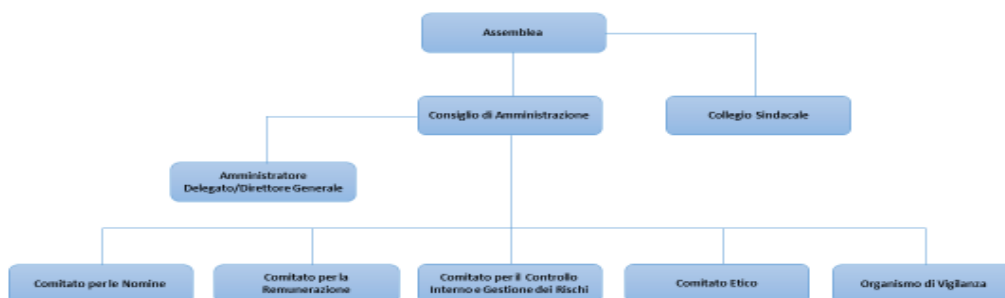 Assemblea
Consiglio di Amministrazione
Collegio Sindacale
Amministratore
Delegato/Direttore Generale
Comitato per le Nomine
Comitato per la
Remunerazione
Comitato per il Controllo
Interno e Gestione dei Rischi
Comitato Etico
Organismo di Vigilanza